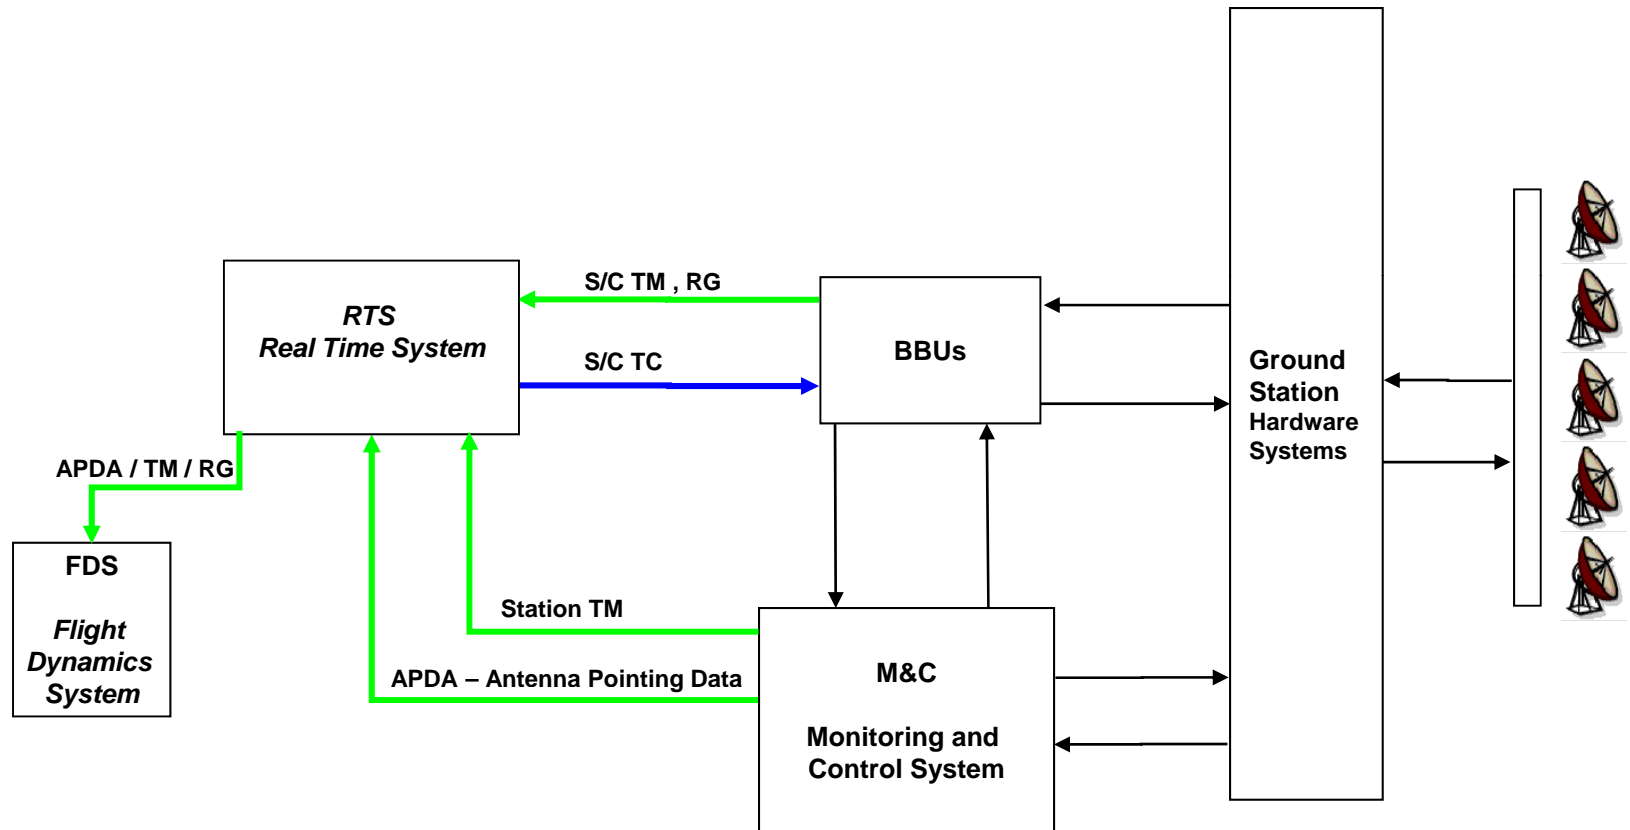 S/C TM , RG
RTS
Real Time System
BBUs
S/C TC
Ground
Station
Hardware
Systems
APDA / TM / RG
FDS
Flight
Dynamics
System
Station TM
APDA – Antenna Pointing Data
M&C
Monitoring and
Control System